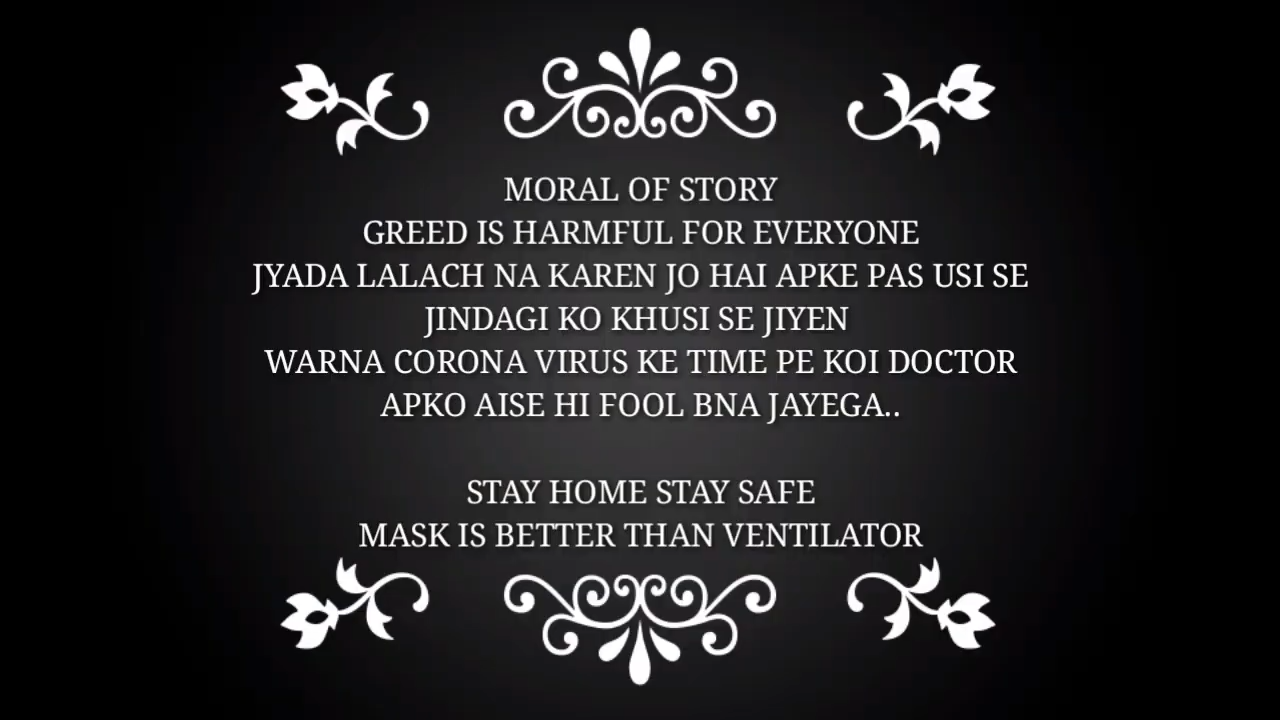 MORAL OF STORY
GREED IS HARMFUL FOR EVERYONE
JYADA LALACH NA KAREN JO HAI APKE PAS USI SE
JINDAGI KO KHUSI SE JIYEN
WARNA CORONA VIRUS KE TIME PE KOI DOCTOR
APKO AISE HI FOOL BNA JAYEGA..
STAY HOME STAY SAFE
MASK IS BETTER THAN VENTILATOR